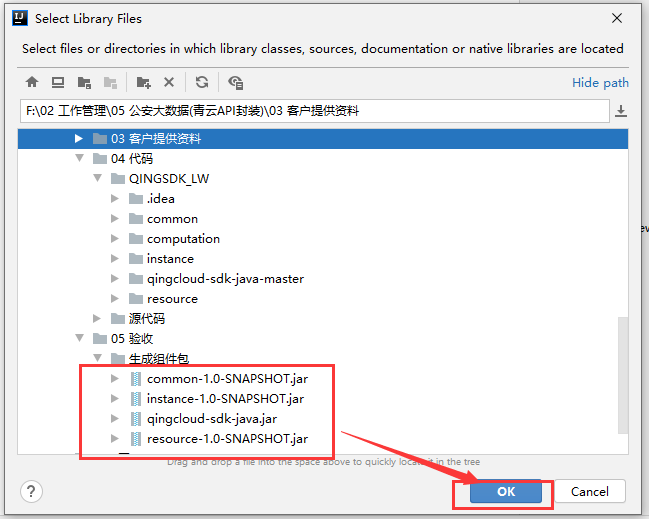 Select Library Files
Select files or directories in which library classes, sources, documentation or native libraries are located
Hide path
F:\02 工作管理\05 公安大数据(青云API封装)\03 客户提供资料
03 客户提供资料
04 代码
QINGSDK_LW
.idea
common
computation
instance
qingcloud-sdk-java-master
resource
源代码
05 验收
生成组件包
common-1.0-SNAPSHOT.jar
instance-1.0-SNAPSHOT.jar
qingcloud-sdk-java.jar
resource-1.0-SNAPSHOT.jar
Drag and drop a file into the space above to quickly locate it in the tree
?
OK
Cancel